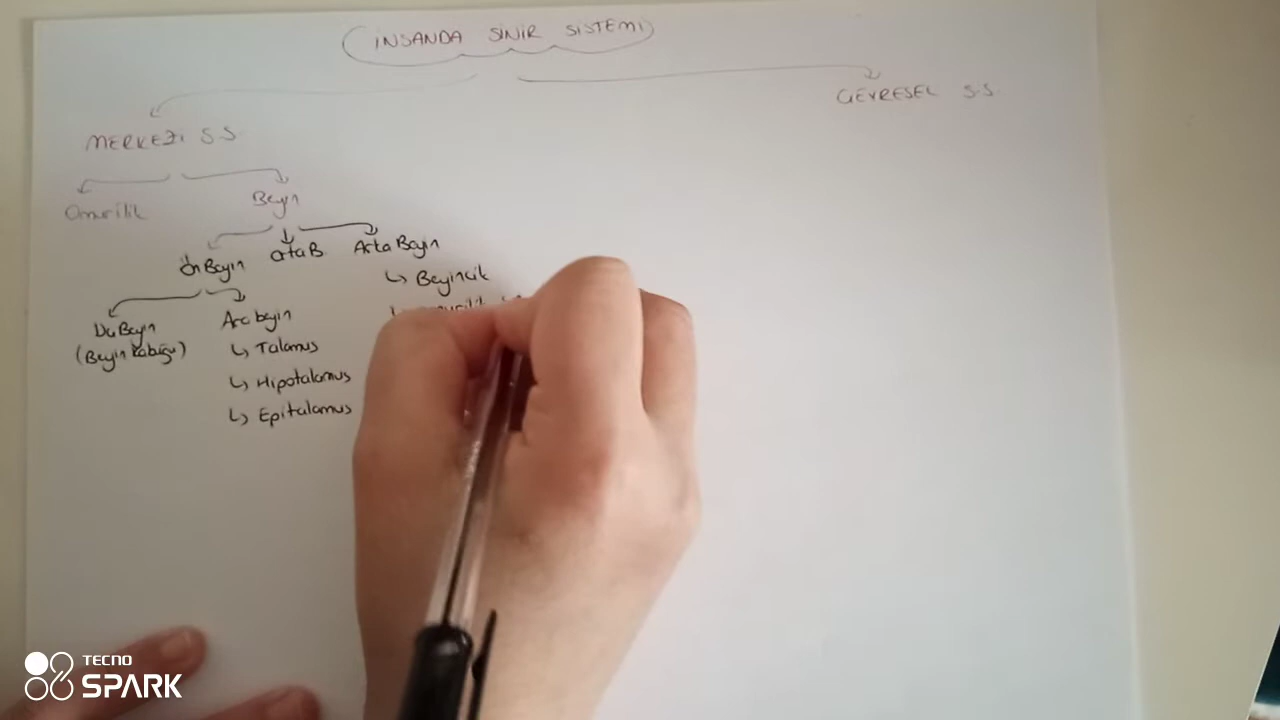 İNSANDA SİNİR SİSTEMİ
MERKEZİ S.S
ÇEVRESEL S.S.
Omurilik
Beyin
Ön Beyin
orta B.
Arka Beyin
↳ Beyincik
Uç Beyin
(Beyin kabuğu)
Ara beyin
↳ Talamus
↳ Hipotalamus
↳ Epitalamus
TECNO
SPARK